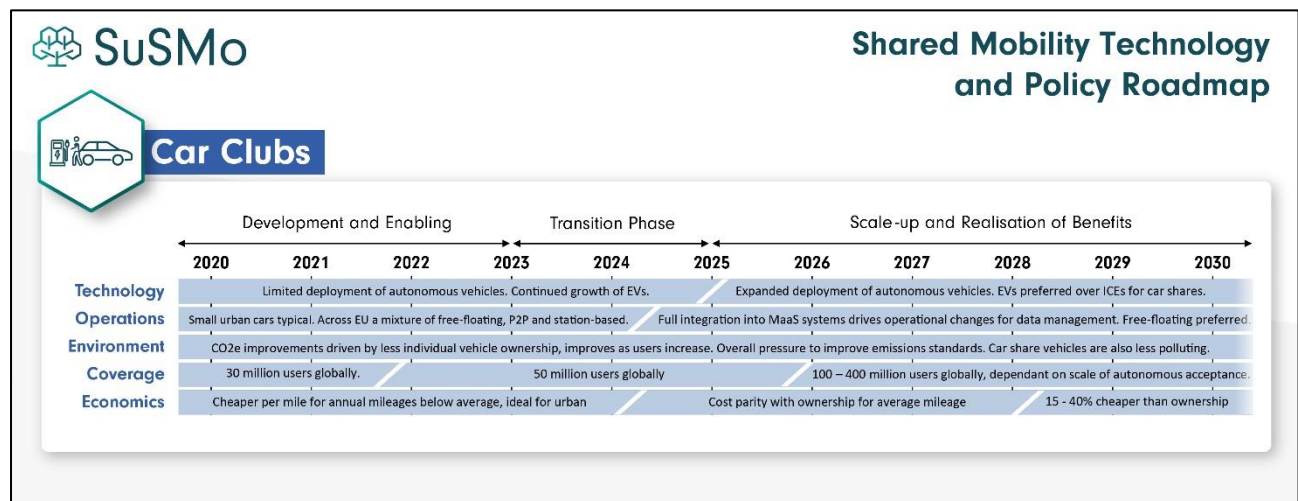 SuSMo
Shared Mobility Technology
and Policy Roadmap
Car Clubs
Development and Enabling
Transition Phase
Scale-up and Realisation of Benefits
2020 2021 2022 2023 2024 2025 2026 2027 2028 2029 2030
Technology
Limited deployment of autonomous vehicles. Continued growth of EVs.
Expanded deployment of autonomous vehicles. EVs preferred over ICEs for car shares.
Operations
Small urban cars typical. Across EU a mixture of free-floating, P2P and station-based.
Full integration into MaaS systems drives operational changes for data management. Free-floating preferred.
Environment
CO2e improvements driven by less individual vehicle ownership, improves as users increase. Overall pressure to improve emissions standards. Car share vehicles are also less polluting.
Coverage
30 million users globally.
50 million users globally
100 – 400 million users globally, dependant on scale of autonomous acceptance.
Economics
Cheaper per mile for annual mileages below average, ideal for urban
Cost parity with ownership for average mileage
15 - 40% cheaper than ownership